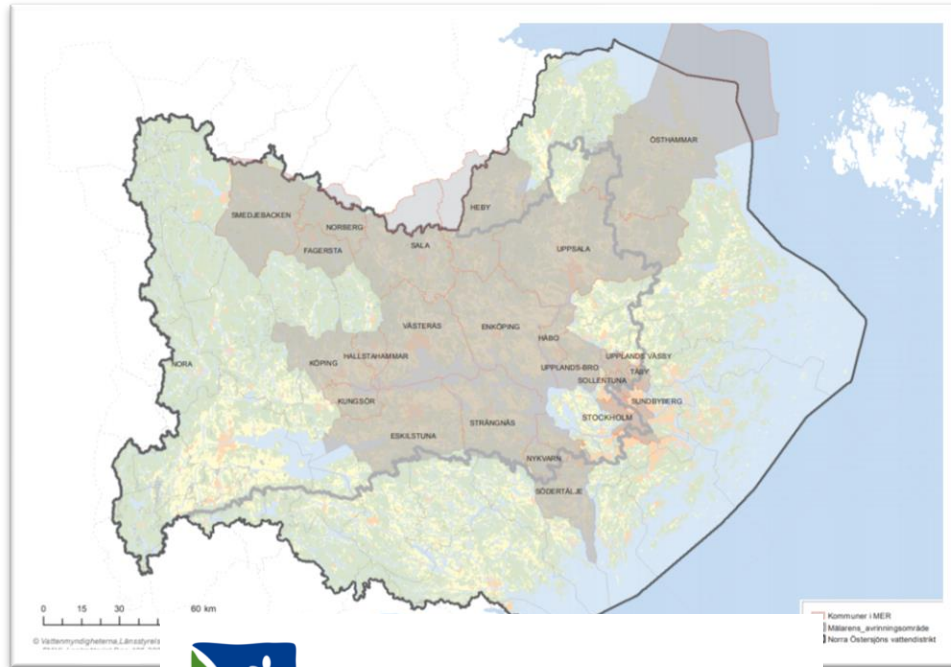 ÖSTHAMMAR
HEBY
SMEDJEBACKEN
NORBERG
SALA
UPPSALA
FAGERSTA
VÄSTERÅS
ENKÖPING
HÅBO
HALLSTAHAMMAR
KÖPING
NORA
UPPLANDS VÄSBY
UPPLANDS-BRO
TÄBY
SOLLENTUNA
KUNGSÖR
SUNDBYBERG
STOCKHOLM
STRÄNGNÄS
ESKILSTUNA
NYKVARN
SÖDERTÄLJE
0 15 30 60 km
Kommuner i MER
Mälarens_avrinningsområde
Norra Östersjöns vattendistrikt
© Vattenmyndigheterna, Länsstyrels